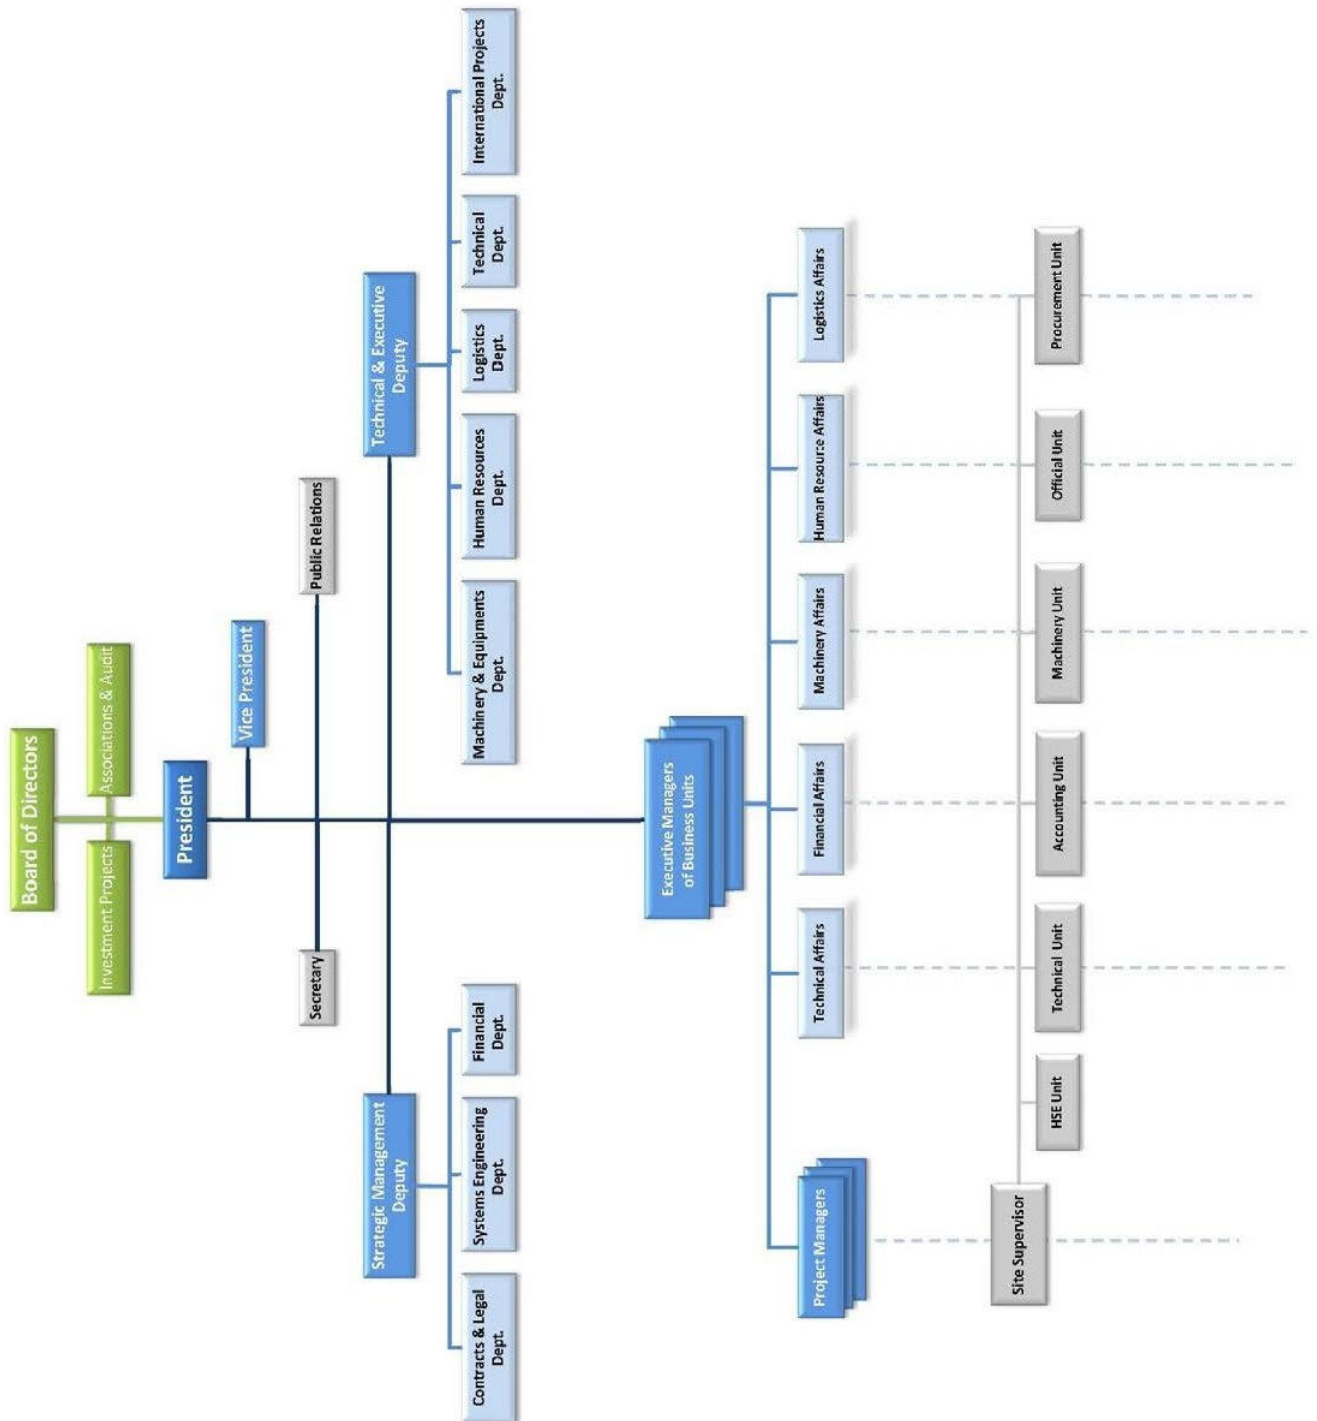 Board of Directors
Investment Projects
Associations & Audit
President
Vice President
Secretary
Public Relations
Strategic Management
Deputy
Technical & Executive
Deputy
Contracts & Legal
Dept.
Systems Engineering
Dept.
Financial
Dept.
Machinery & Equipments
Dept.
Human Resources
Dept.
Logistics
Dept.
Technical
Dept.
International Projects
Dept.
Executive Managers
of Business Units
Project Managers
Technical Affairs
Financial Affairs
Machinery Affairs
Human Resource Affairs
Logistics Affairs
Site Supervisor
HSE Unit
Technical Unit
Accounting Unit
Machinery Unit
Official Unit
Procurement Unit